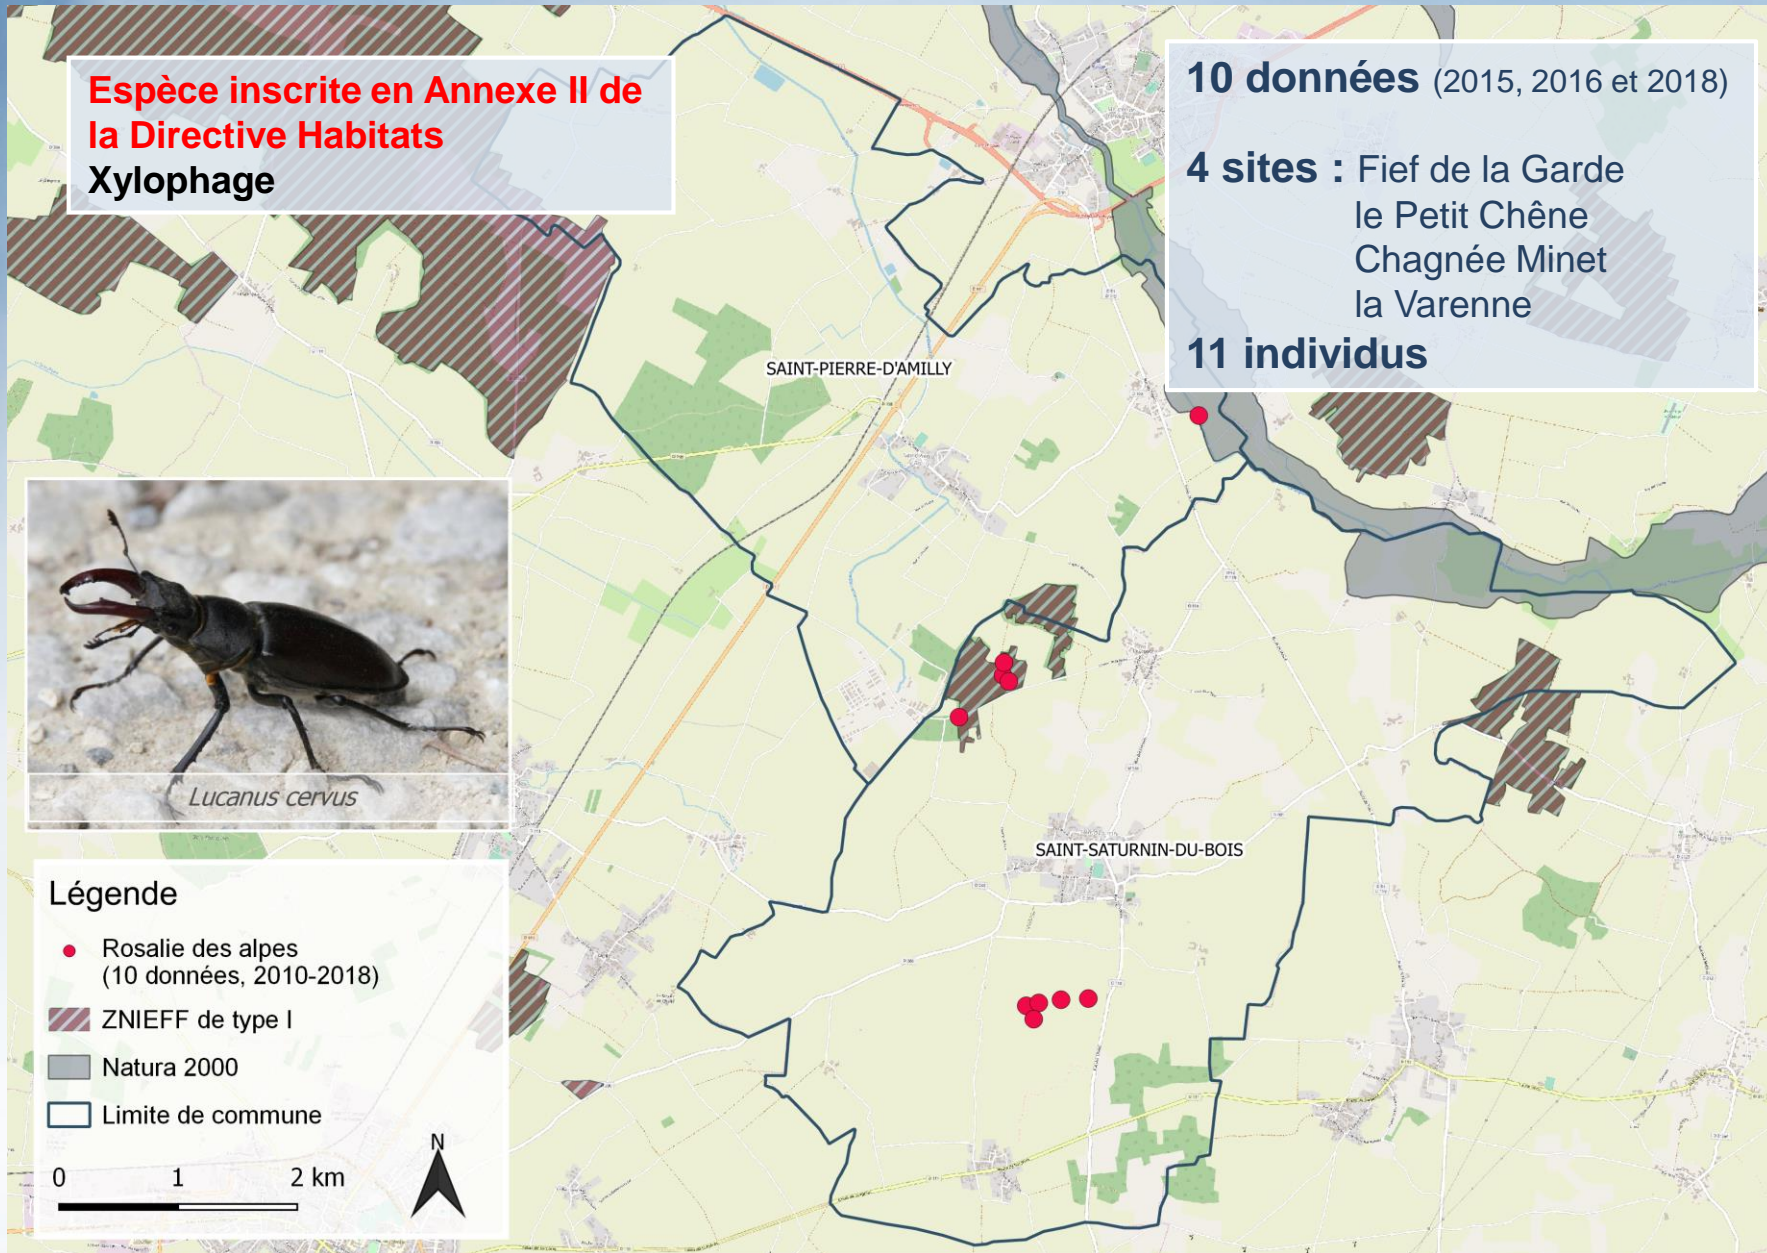 Espèce inscrite en Annexe II de
la Directive Habitats
Xylophage
10 données (2015, 2016 et 2018)
4 sites : Fief de la Garde
le Petit Chêne
Chagnée Minet
la Varenne
11 individus
SAINT-PIERRE-D'AMILLY
Lucanus cervus
SAINT-SATURNIN-DU-BOIS
Légende
Rosalie des alpes
(10 données, 2010-2018)
ZNIEFF de type I
Natura 2000
Limite de commune
0 1 2 km
N